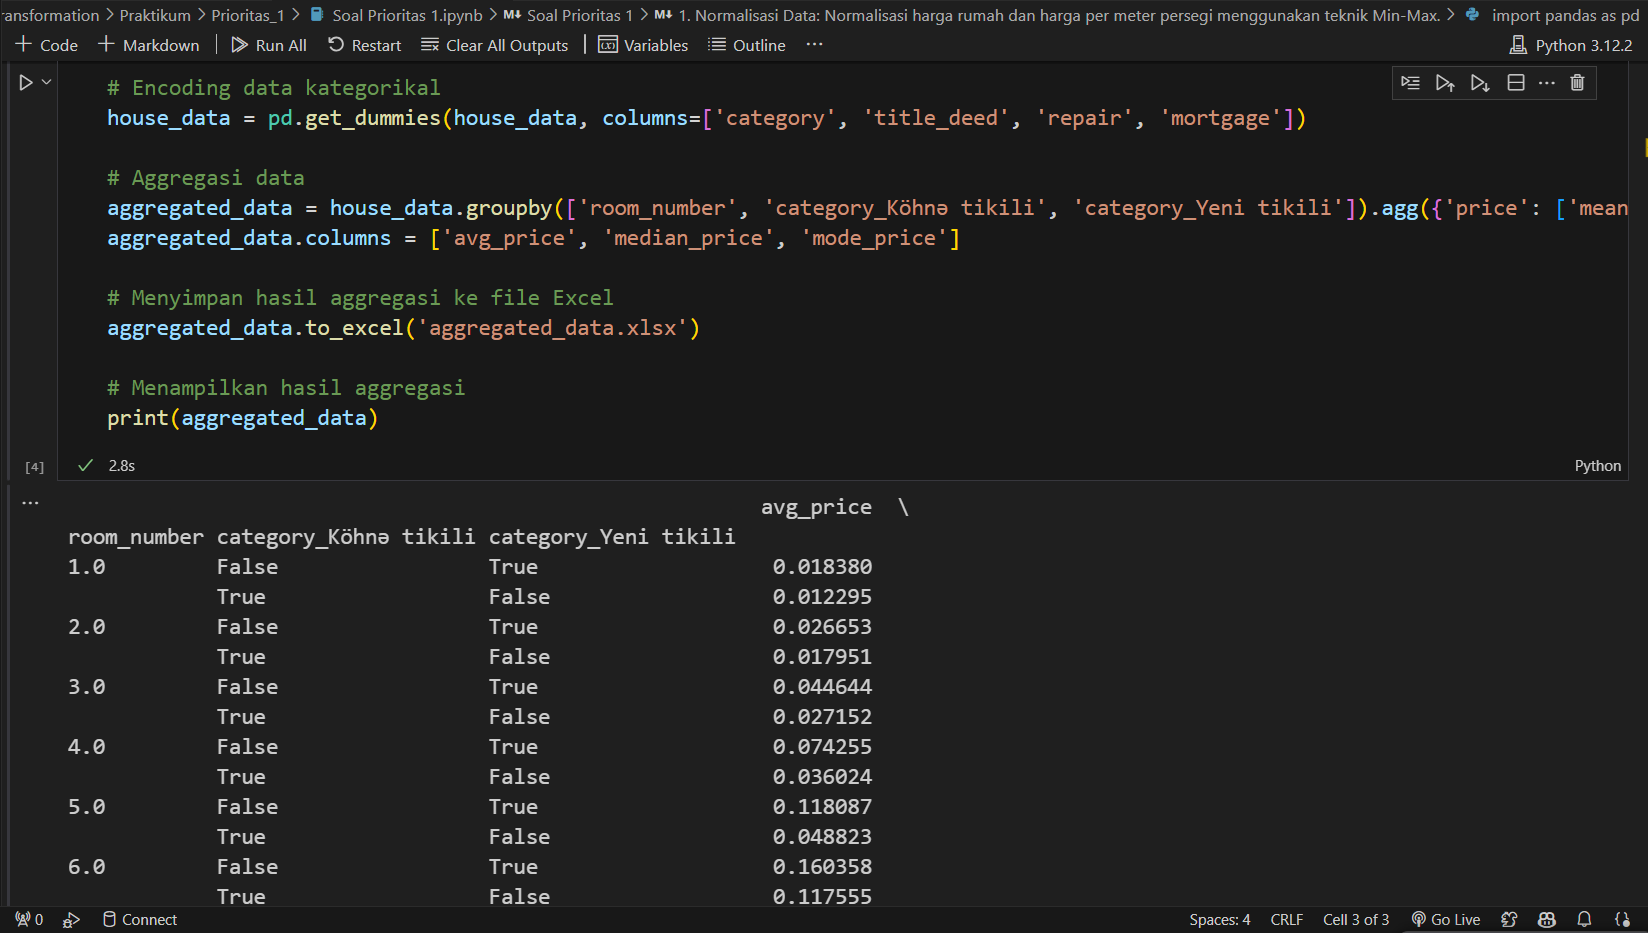 ransformation > Praktikum > Prioritas_1 > Soal Prioritas 1.ipynb > M↓ Soal Prioritas 1 > M↓ 1. Normalisasi Data: Normalisasi harga rumah dan harga per meter persegi menggunakan teknik Min-Max. > import pandas as pd
+ Code + Markdown Run All Restart Clear All Outputs Variables Outline ··· Python 3.12.2
# Encoding data kategorikal
house_data = pd.get_dummies(house_data, columns=['category', 'title_deed', 'repair', 'mortgage'])
# Aggregasi data
aggregated_data = house_data.groupby(['room_number', 'category_Köhnə tikili', 'category_Yeni tikili']).agg({'price': ['mean
aggregated_data.columns = ['avg_price', 'median_price', 'mode_price']
# Menyimpan hasil aggregasi ke file Excel
aggregated_data.to_excel('aggregated_data.xlsx')
# Menampilkan hasil aggregasi
print(aggregated_data)
[4] ✓ 2.8s Python
avg_price \
room_number category_Köhnə tikili category_Yeni tikili
1.0 False True 0.018380
True False 0.012295
2.0 False True 0.026653
True False 0.017951
3.0 False True 0.044644
True False 0.027152
4.0 False True 0.074255
True False 0.036024
5.0 False True 0.118087
True False 0.048823
6.0 False True 0.160358
True False 0.117555
0 Connect Spaces: 4 CRLF Cell 3 of 3 Go Live